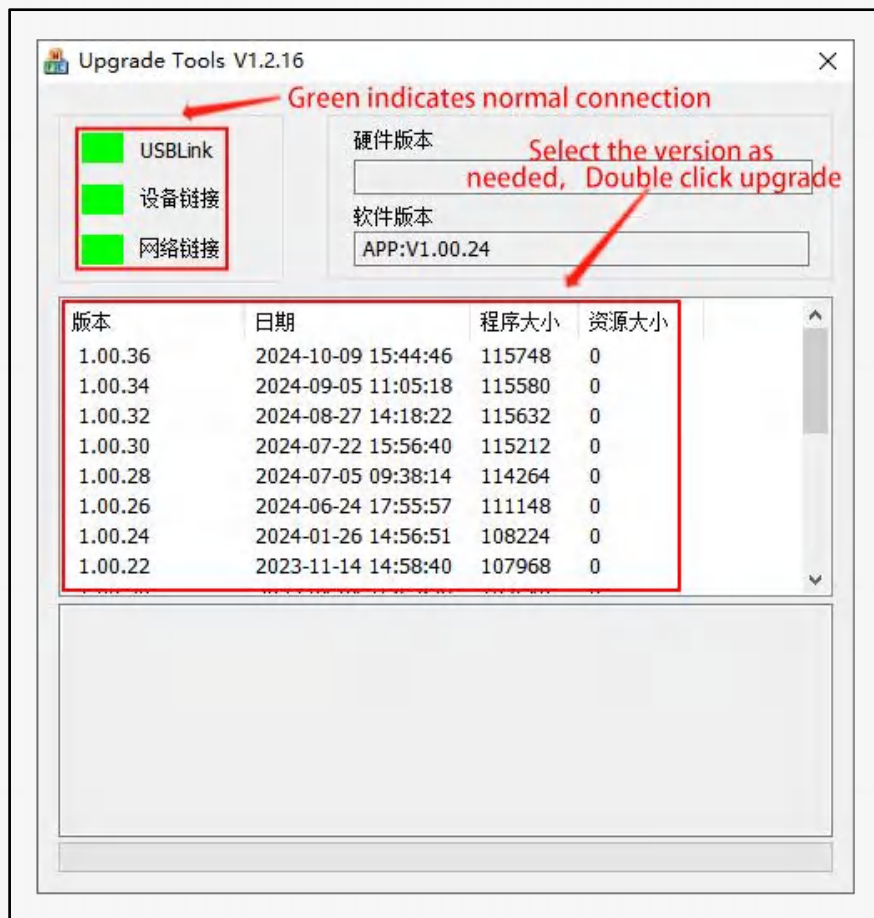 Upgrade Tools V1.2.16
Green indicates normal connection
USBLink
设备链接
网络链接
硬件版本
Select the version as
needed, Double click upgrade
软件版本
APP:V1.00.24
版本 日期 程序大小 资源大小
1.00.36 2024-10-09 15:44:46 115748 0
1.00.34 2024-09-05 11:05:18 115580 0
1.00.32 2024-08-27 14:18:22 115632 0
1.00.30 2024-07-22 15:56:40 115212 0
1.00.28 2024-07-05 09:38:14 114264 0
1.00.26 2024-06-24 17:55:57 111148 0
1.00.24 2024-01-26 14:56:51 108224 0
1.00.22 2023-11-14 14:58:40 107968 0